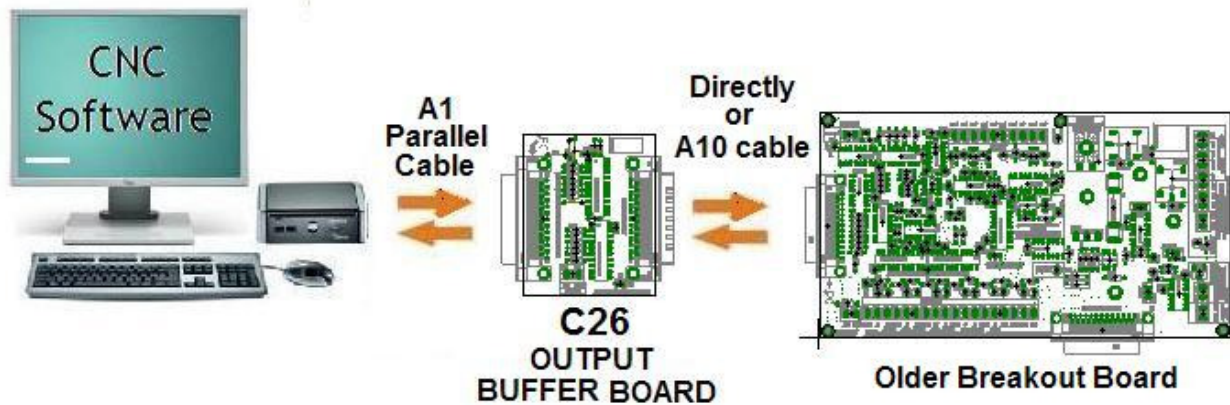 CNC
Software
A1
Parallel
Cable
Directly
or
A10 cable
C26
OUTPUT
BUFFER BOARD
Older Breakout Board